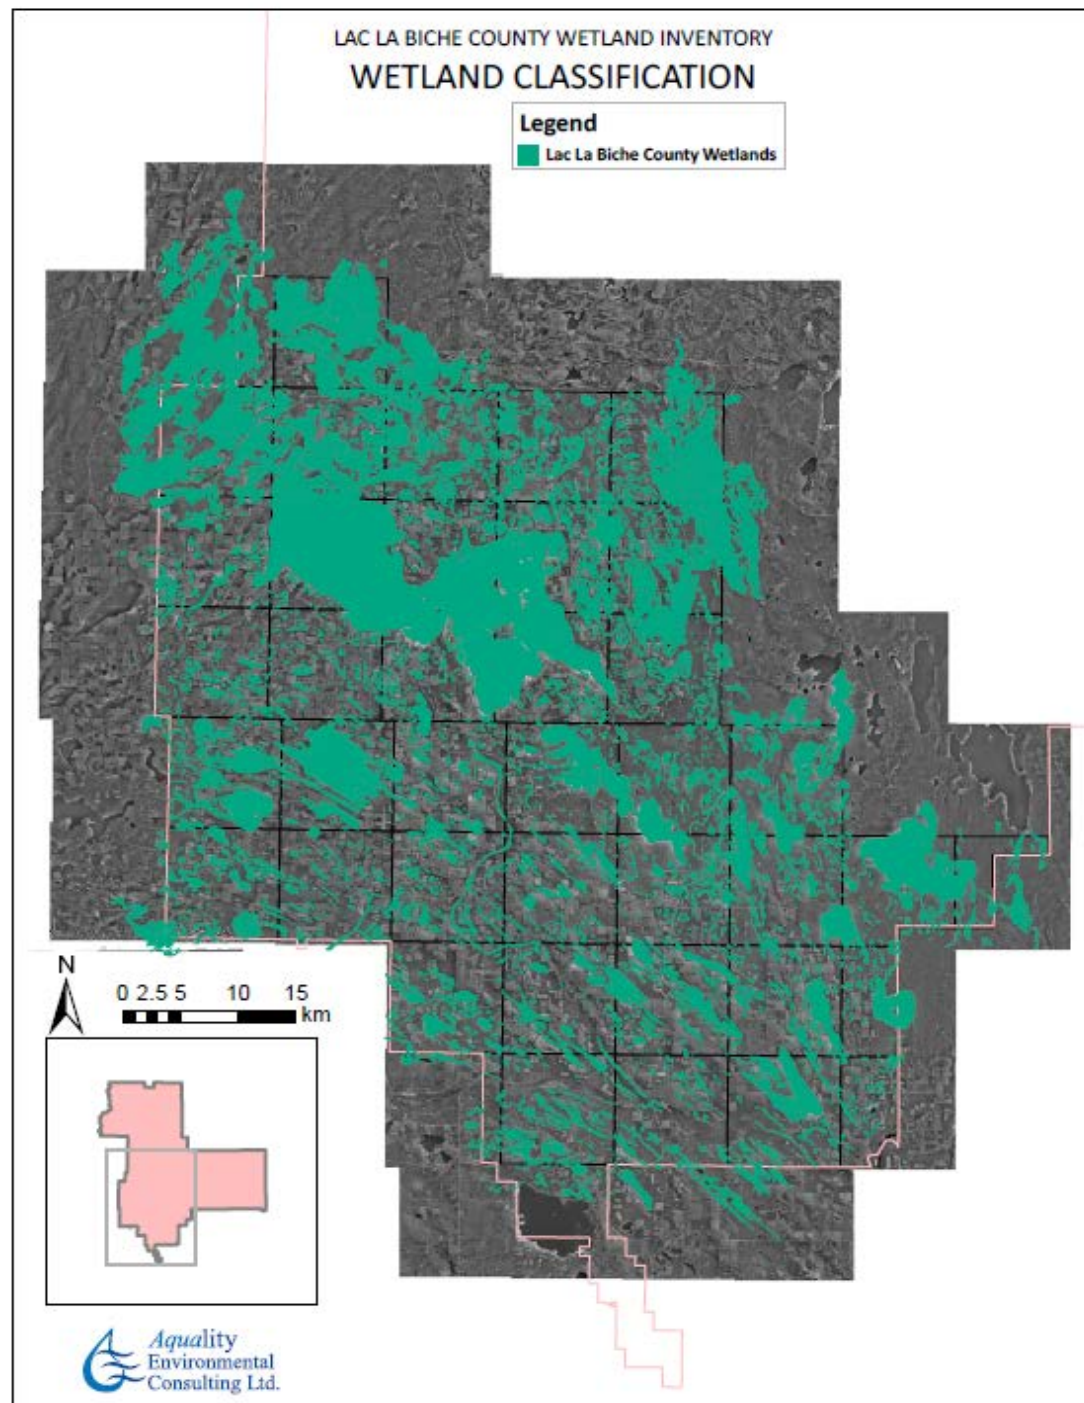 LAC LA BICHE COUNTY WETLAND INVENTORY
WETLAND CLASSIFICATION
Legend
Lac La Biche County Wetlands
N
0 2.5 5 10 15
km
Aquality
Environmental
Consulting Ltd.